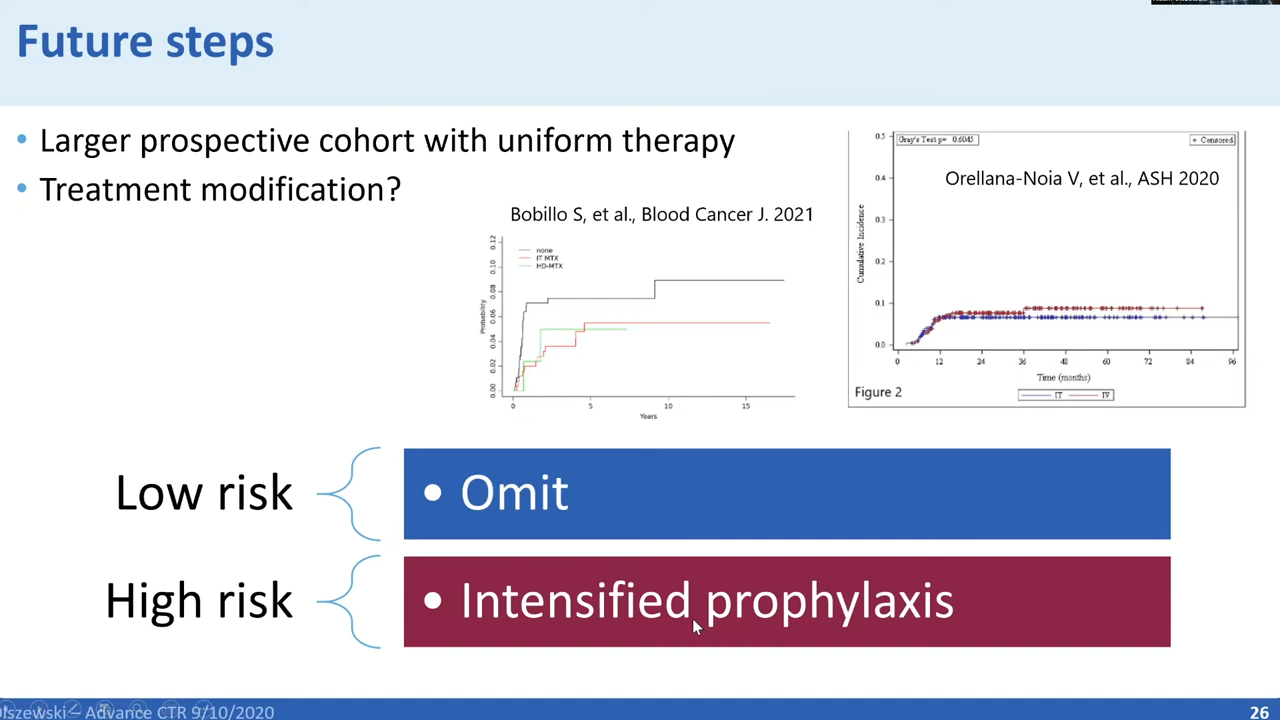 Future steps
• Larger prospective cohort with uniform therapy
• Treatment modification?
Bobillo S, et al., Blood Cancer J. 2021
none
IT MTX
HD-MTX
Probability
0.12
0.10
0.08
0.06
0.04
0.02
0.00
0 5 10 15
Years
Gray's Test p= 0.6045
+ Censored
Orellana-Noia V, et al., ASH 2020
Cumulative Incidence
0.5
0.4
0.3
0.2
0.1
0.0
0 12 24 36 48 60 72 84 96
Time (months)
IT IV
Figure 2
Low risk
• Omit
High risk
• Intensified prophylaxis
Olszewski – Advance CTR 9/10/2020
26